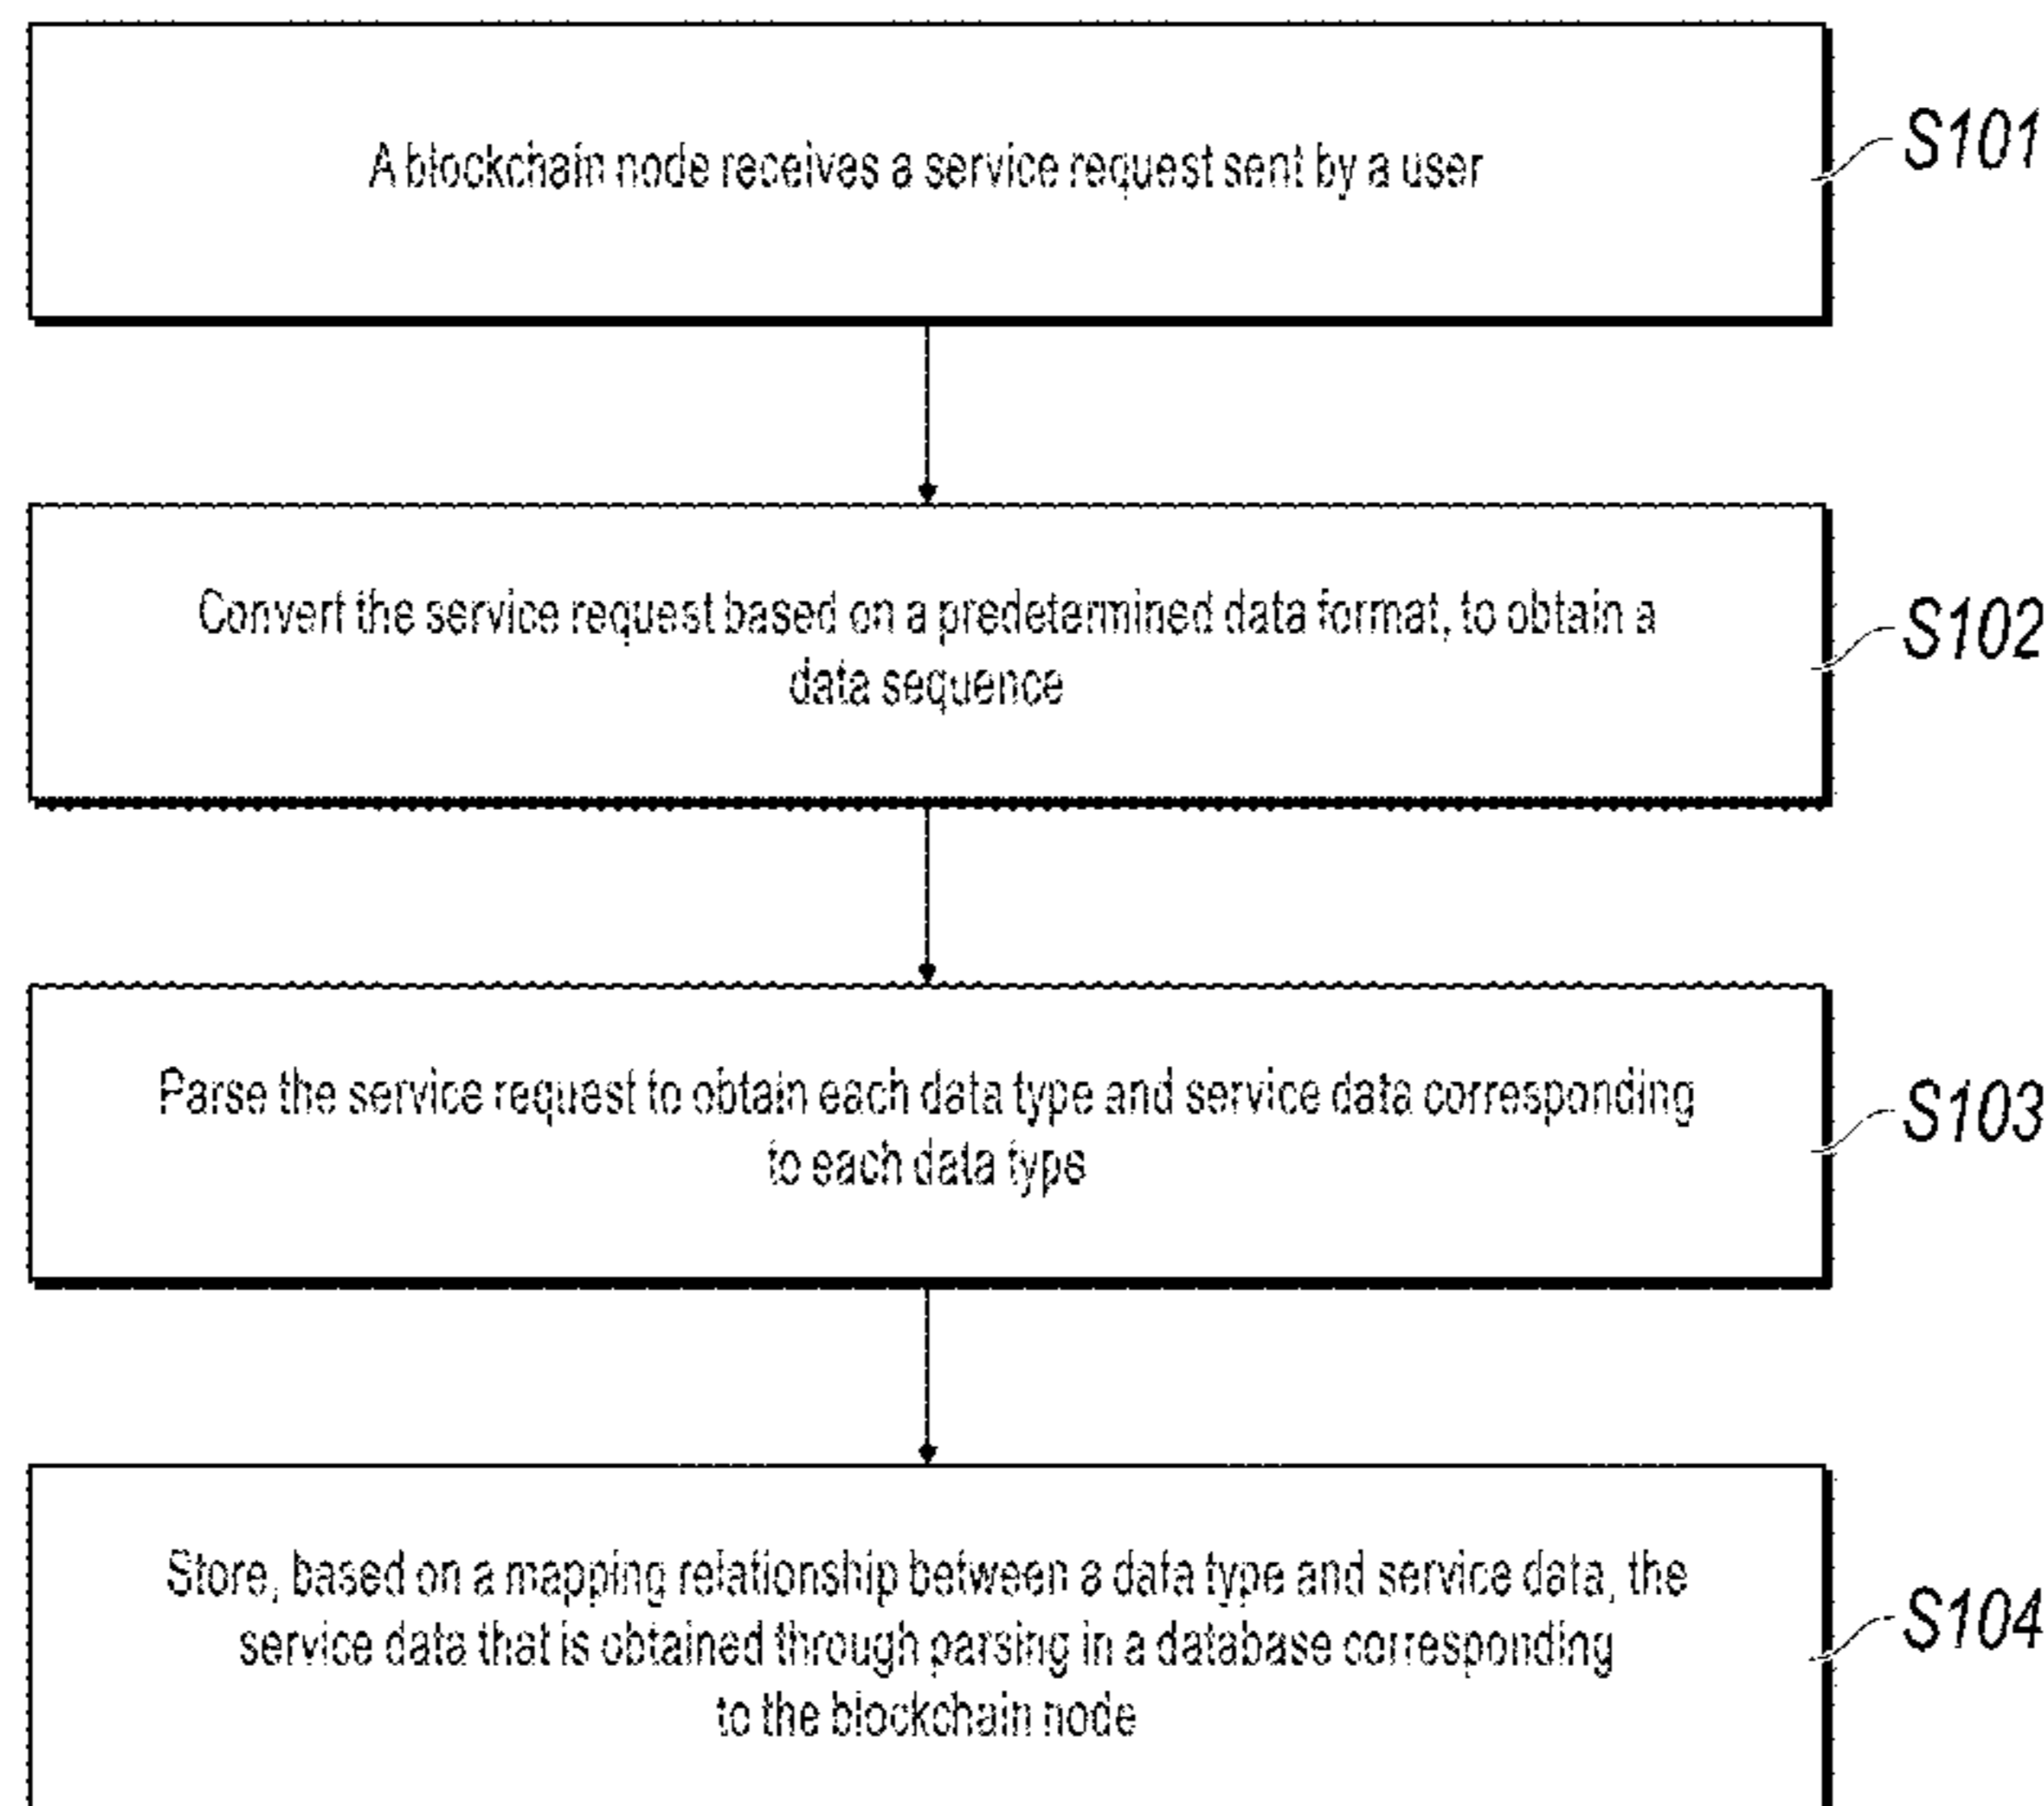 A blockchain node receives a service request sent by a user
S101
Convert the service request based on a predetermined data format, to obtain a
data sequence
S102
Parse the service request to obtain each data type and service data corresponding
to each data type
S103
Store, based on a mapping relationship between a data type and service data, the
service data that is obtained through parsing in a database corresponding
to the blockchain node
S104